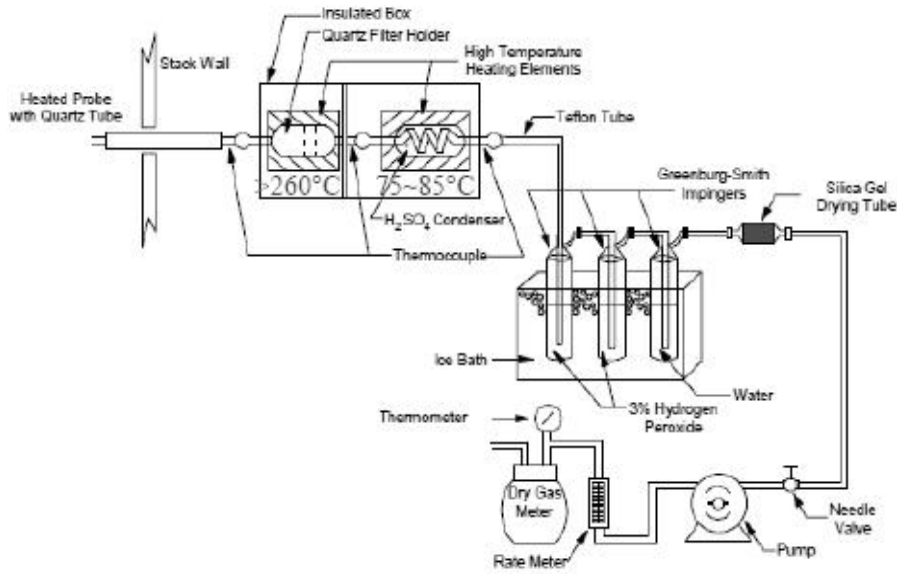 Insulated Box
Quartz Filter Holder
Stack Wall
High Temperature
Heating Elements
Heated Probe
with Quartz Tube
Teflon Tube
>260°C
75~85°C
Greenburg-Smith
Impingers
Silica Gel
Drying Tube
H₂SO₄ Condenser
Thermocouple
Ice Bath
Water
3% Hydrogen
Peroxide
Thermometer
Dry Gas
Meter
Needle
Valve
Rate Meter
Pump